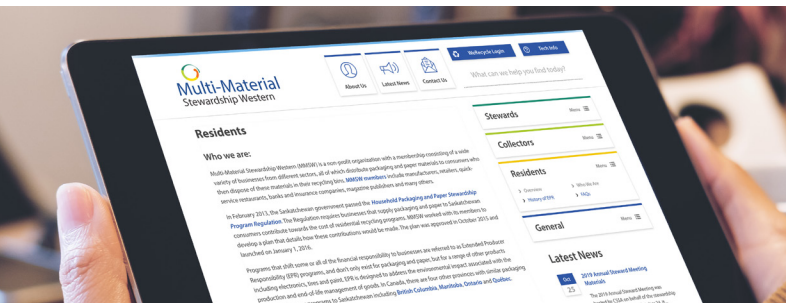 Multi-Material
Stewardship Western
About Us
Latest News
Contact Us
WeRecycle Login
Tech Info
What can we help you find today?
Residents
Who we are:
Multi-Material Stewardship Western (MMSW) is a non-profit organization with a membership consisting of a wide
variety of businesses from different sectors, all of which distribute packaging and paper materials to consumers who
then dispose of these materials in their recycling bins. MMSW members include manufacturers, retailers, quick-
service restaurants, banks and insurance companies, magazine publishers and many others.
In February 2013, the Saskatchewan government passed the Household Packaging and Paper Stewardship
Program Regulation. The Regulation requires businesses that supply packaging and paper to Saskatchewan
consumers contribute towards the cost of residential recycling programs. MMSW worked with its members to
develop a plan that details how these contributions would be made. The plan was approved in October 2015 and
launched on January 1, 2016.
Programs that shift some or all of the financial responsibility to businesses are referred to as Extended Producer
Responsibility (EPR) programs, and don't only exist for packaging and paper, but for a range of other products
including electronics, tires and paint. EPR is designed to address the environmental impact associated with the
production and end-of-life management of goods. In Canada, there are four other provinces with similar packaging
programs to Saskatchewan including British Columbia, Manitoba, Ontario and Québec.
Stewards
Menu
Collectors
Menu
Residents
Menu
> Overview
> Who We Are
> History of EPR
> FAQs
General
Menu
Latest News
Oct
25
2019 Annual Steward Meeting
Materials
The 2019 Annual Steward Meeting was
hosted by CSSA on behalf of the stewardship